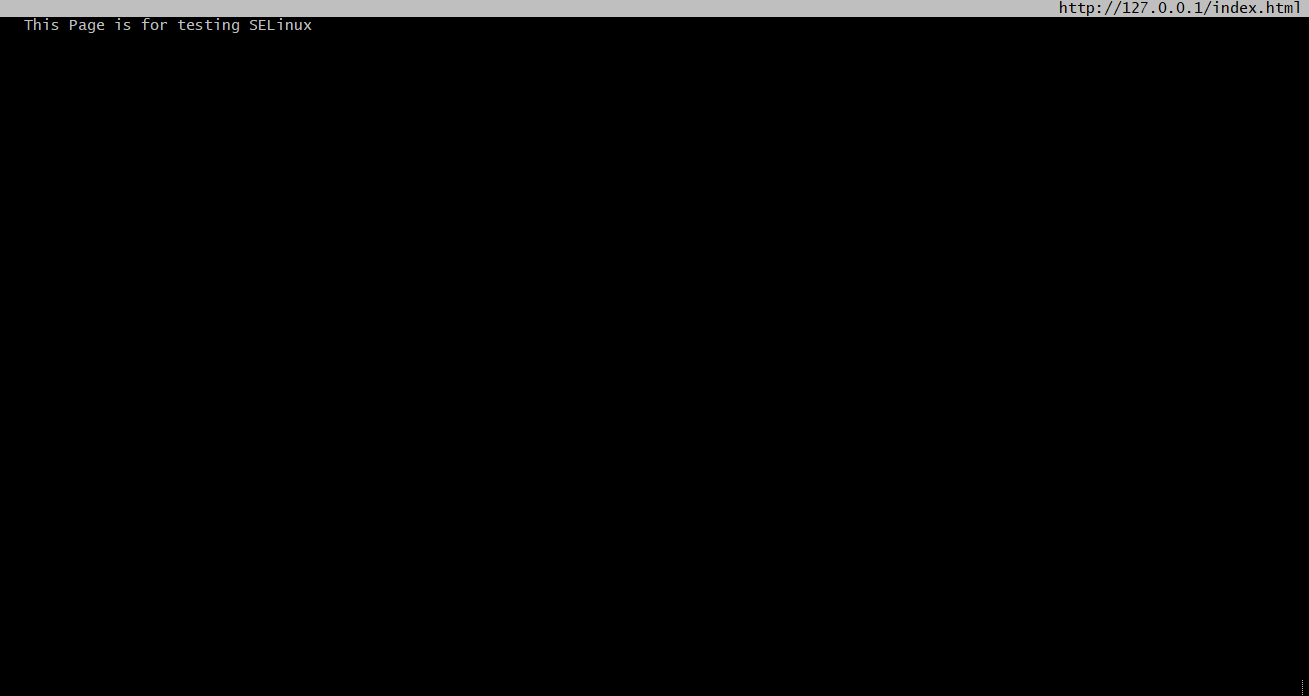 http://127.0.0.1/index.html
This Page is for testing SELinux